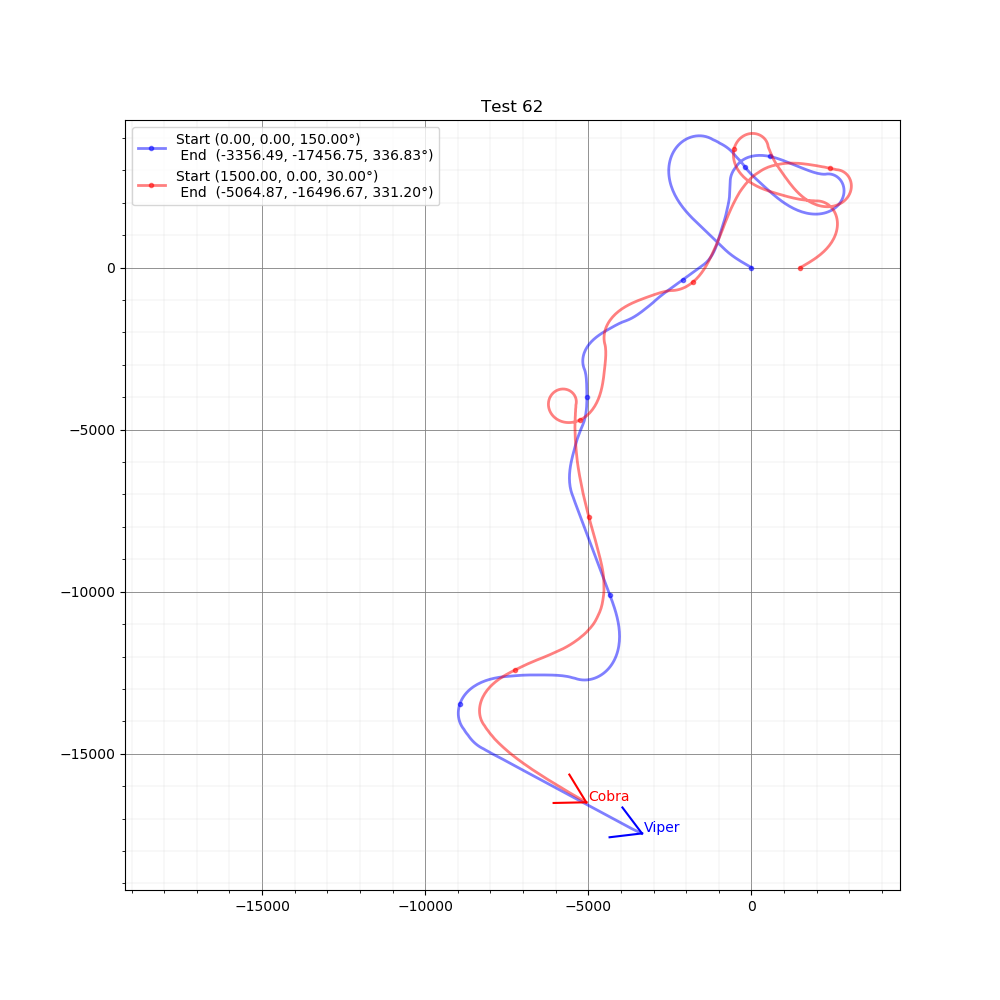 Test 62
Start (0.00, 0.00, 150.00°)
End  (-3356.49, -17456.75, 336.83°)
Start (1500.00, 0.00, 30.00°)
End  (-5064.87, -16496.67, 331.20°)
0
−5000
−10000
−15000
Cobra
Viper
−15000
−10000
−5000
0